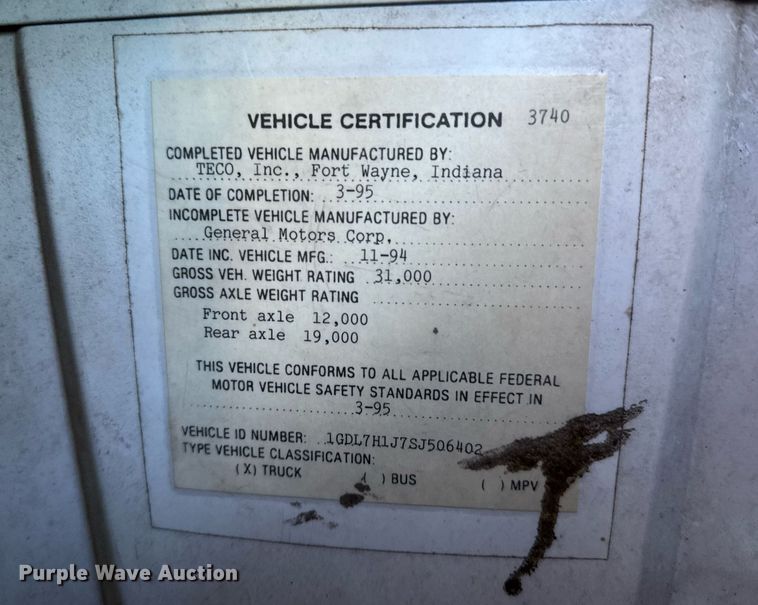 VEHICLE CERTIFICATION 3740
COMPLETED VEHICLE MANUFACTURED BY:
TECO, Inc., Fort Wayne, Indiana
DATE OF COMPLETION: 3-95
INCOMPLETE VEHICLE MANUFACTURED BY:
General Motors Corp.
DATE INC. VEHICLE MFG.: 11-94
GROSS VEH. WEIGHT RATING 31,000
GROSS AXLE WEIGHT RATING
Front axle 12,000
Rear axle 19,000
THIS VEHICLE CONFORMS TO ALL APPLICABLE FEDERAL
MOTOR VEHICLE SAFETY STANDARDS IN EFFECT IN
3-95
VEHICLE ID NUMBER: 1GDL7H1J7SJ506402
TYPE VEHICLE CLASSIFICATION:
(X) TRUCK ( ) BUS ( ) MPV
Purple Wave Auction